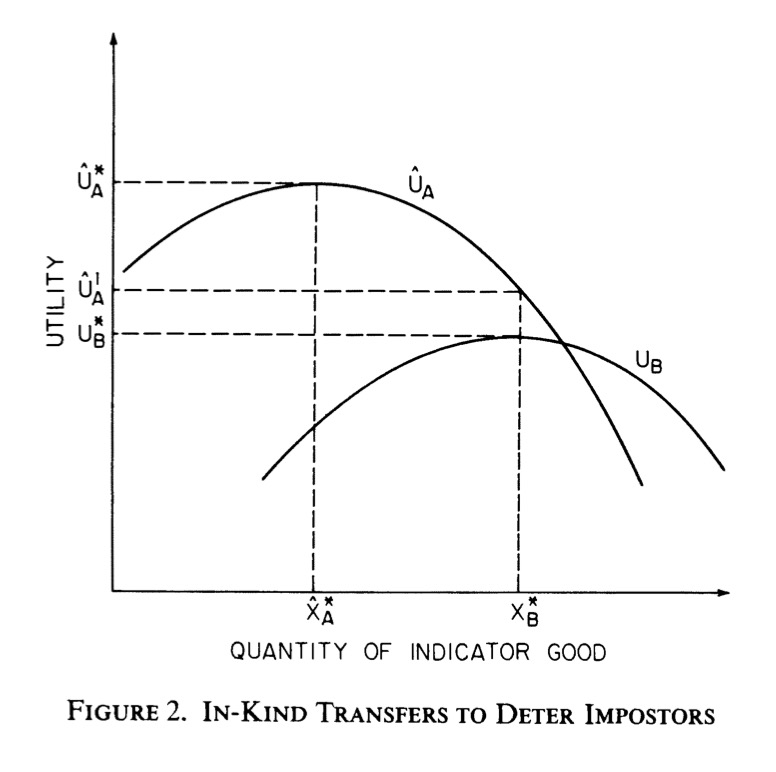 Û*A
ÛA
Û'A
U*B
UTILITY
UB
X̂*A
X*B
QUANTITY OF INDICATOR GOOD
FIGURE 2. IN-KIND TRANSFERS TO DETER IMPOSTORS